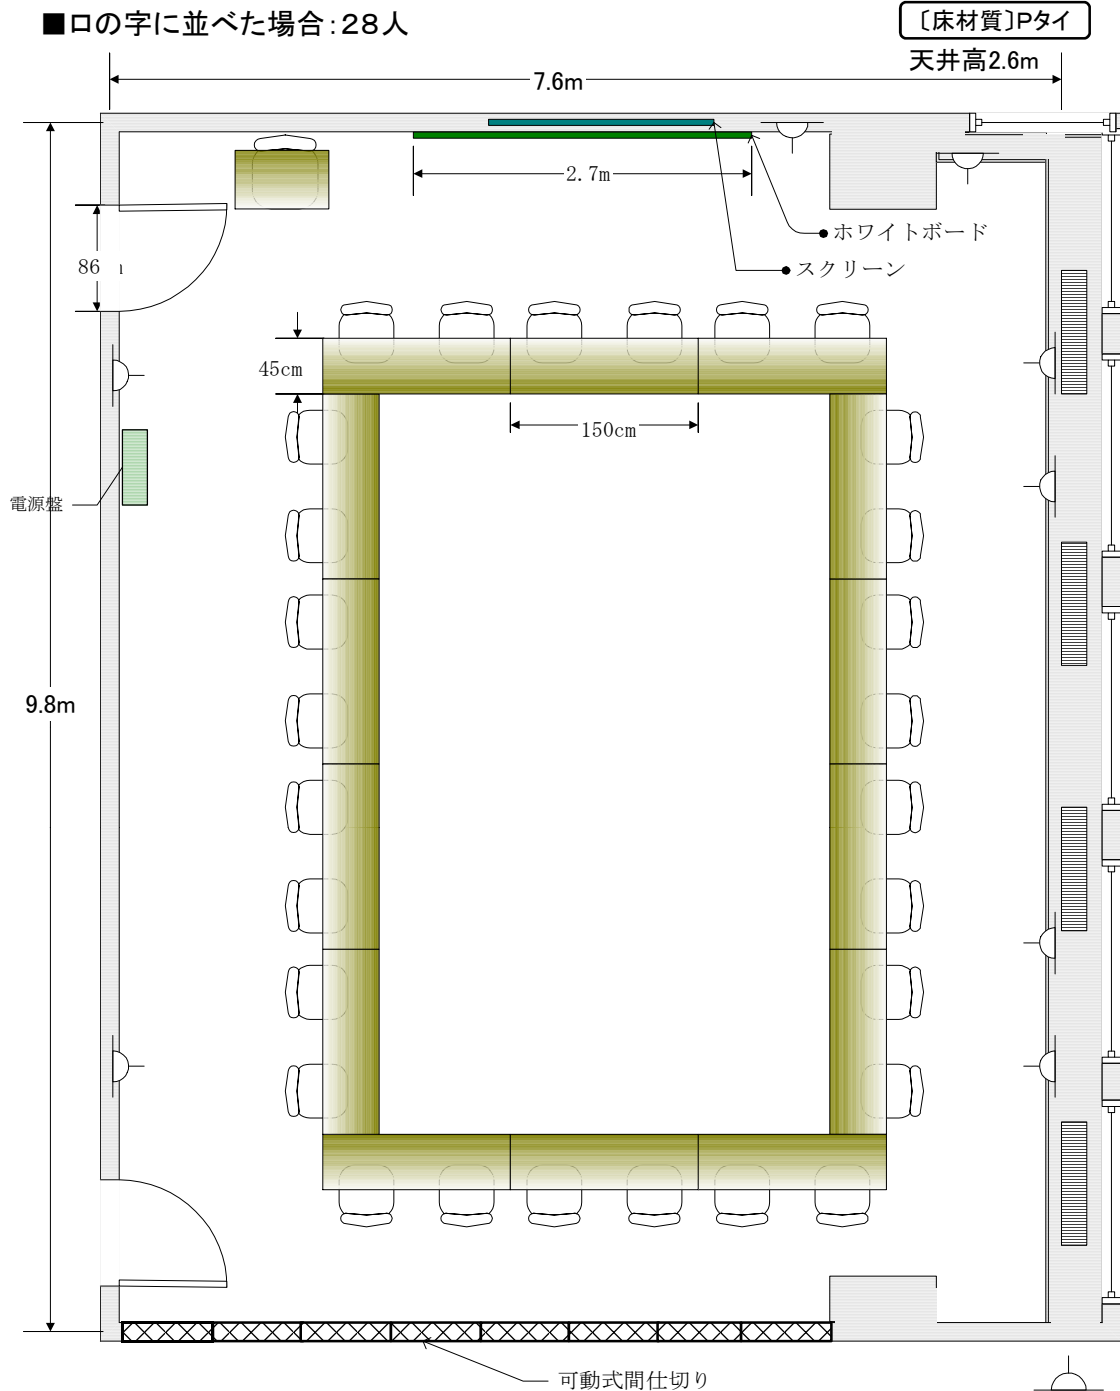 ■ロの字に並べた場合：28人
〔床材質〕Pタイ
天井高2.6m
7.6m
2.7m
ホワイトボード
スクリーン
86
45cm
150cm
電源盤
9.8m
可動式間仕切り